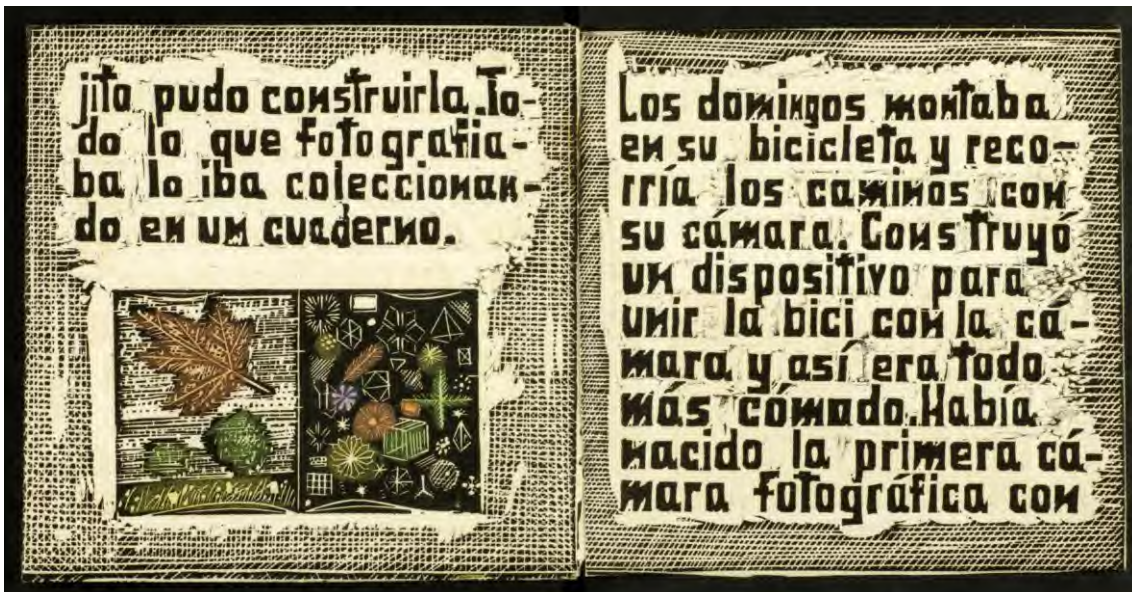 jita pudo construirla. To-
do lo que fotografia-
ba lo iba coleccionan-
do en un cuaderno.
Los domingos montaba
en su bicicleta y reco-
rría los caminos con
su cámara. Construyó
un dispositivo para
unir la bici con la cá-
mara y así era todo
más comodo. Había
nacido la primera cá-
mara fotográfica con